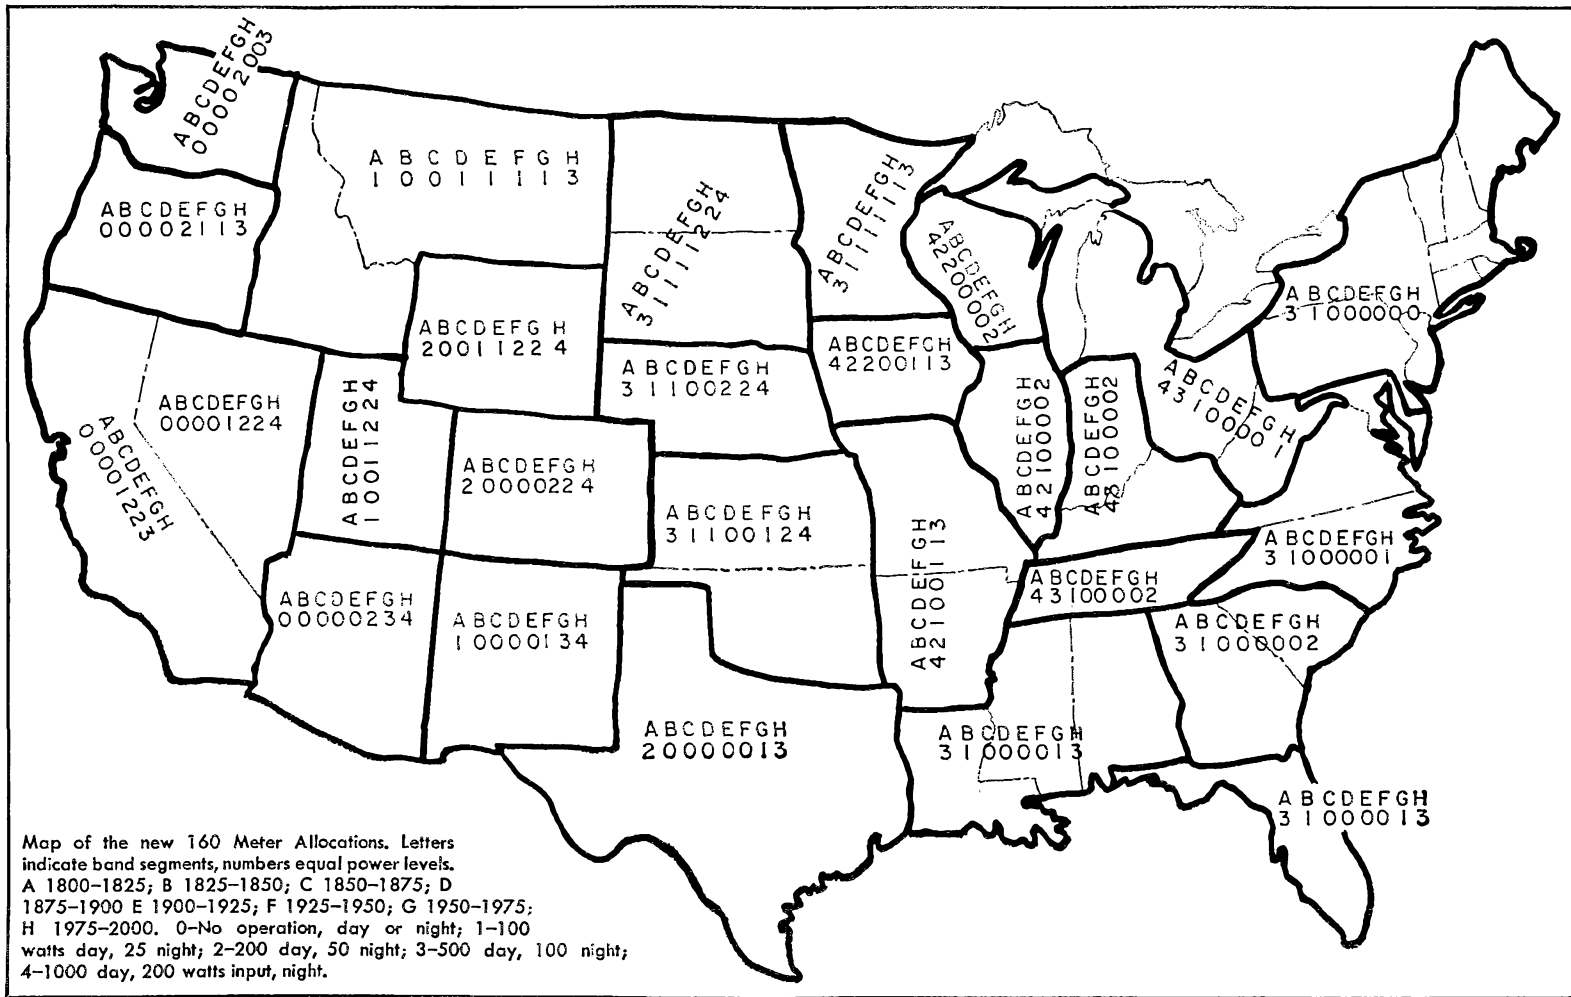 ABCDEFGH
00002003
ABCDEFGH
00002113
ABCDEFGH
10011113
ABCDEFGH
31111224
ABCDEFGH
31111113
ABCDEFGH
42200002
ABCDEFGH
31000000
ABCDEFGH
20011224
ABCDEFGH
31100224
ABCDEFGH
42200113
ABCDEFGH
42100002
ABCDEFGH
43100002
ABCDEFGH
43100001
ABCDEFGH
00001223
ABCDEFGH
00001224
ABCDEFGH
10011224
ABCDEFGH
20000224
ABCDEFGH
31100124
ABCDEFGH
42100113
ABCDEFGH
43100002
ABCDEFGH
31000001
ABCDEFGH
00000234
ABCDEFGH
10000134
ABCDEFGH
31000002
ABCDEFGH
20000013
ABCDEFGH
31000013
ABCDEFGH
31000013
Map of the new 160 Meter Allocations. Letters
indicate band segments, numbers equal power levels.
A 1800–1825; B 1825–1850; C 1850–1875; D
1875–1900 E 1900–1925; F 1925–1950; G 1950–1975;
H 1975–2000. 0–No operation, day or night; 1–100
watts day, 25 night; 2–200 day, 50 night; 3–500 day, 100 night;
4–1000 day, 200 watts input, night.